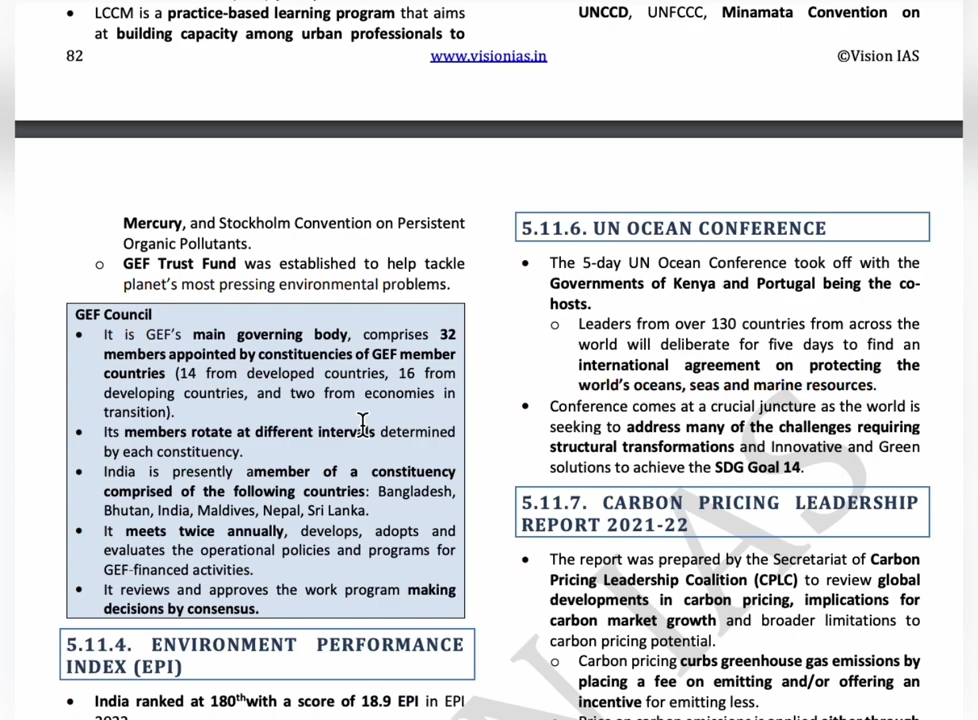 • LCCM is a practice-based learning program that aims
at building capacity among urban professionals to
UNCCD, UNFCCC, Minamata Convention on
82
www.visionias.in
©Vision IAS
Mercury, and Stockholm Convention on Persistent
Organic Pollutants.
o GEF Trust Fund was established to help tackle
planet's most pressing environmental problems.
GEF Council
• It is GEF's main governing body, comprises 32
members appointed by constituencies of GEF member
countries (14 from developed countries, 16 from
developing countries, and two from economies in
transition).
• Its members rotate at different intervals determined
by each constituency.
• India is presently amember of a constituency
comprised of the following countries: Bangladesh,
Bhutan, India, Maldives, Nepal, Sri Lanka.
• It meets twice annually, develops, adopts and
evaluates the operational policies and programs for
GEF-financed activities.
• It reviews and approves the work program making
decisions by consensus.
5.11.4. ENVIRONMENT PERFORMANCE
INDEX (EPI)
• India ranked at 180thwith a score of 18.9 EPI in EPI
2022
5.11.6. UN OCEAN CONFERENCE
• The 5-day UN Ocean Conference took off with the
Governments of Kenya and Portugal being the co-
hosts.
o Leaders from over 130 countries from across the
world will deliberate for five days to find an
international agreement on protecting the
world's oceans, seas and marine resources.
• Conference comes at a crucial juncture as the world is
seeking to address many of the challenges requiring
structural transformations and Innovative and Green
solutions to achieve the SDG Goal 14.
5.11.7. CARBON PRICING LEADERSHIP
REPORT 2021-22
• The report was prepared by the Secretariat of Carbon
Pricing Leadership Coalition (CPLC) to review global
developments in carbon pricing, implications for
carbon market growth and broader limitations to
carbon pricing potential.
o Carbon pricing curbs greenhouse gas emissions by
placing a fee on emitting and/or offering an
incentive for emitting less.
o Price on carbon emissions is applied either through
N IAS